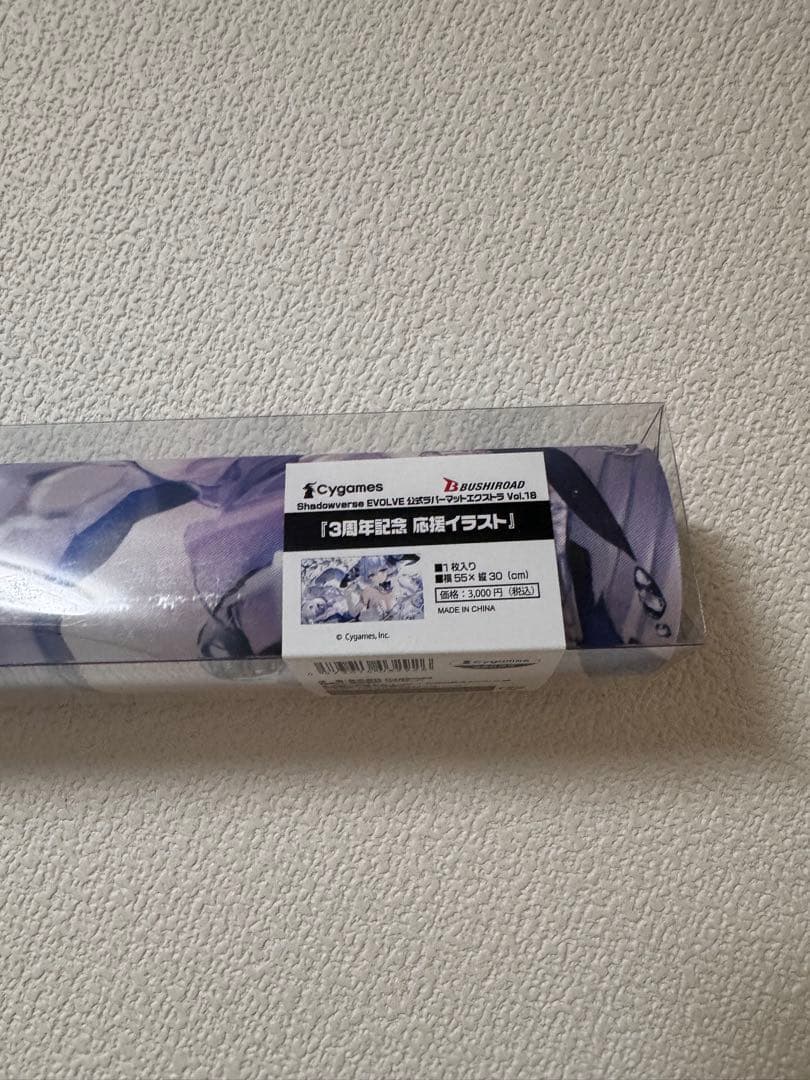 Cygames
BUSHIROAD
Shadowverse EVOLVE 公式ラバーマットエクストラ Vol.18
『3周年記念 応援イラスト』
■1枚入り
■横55×縦30(cm)
価格:3,000円(税込)
MADE IN CHINA
© Cygames, Inc.
Cygames